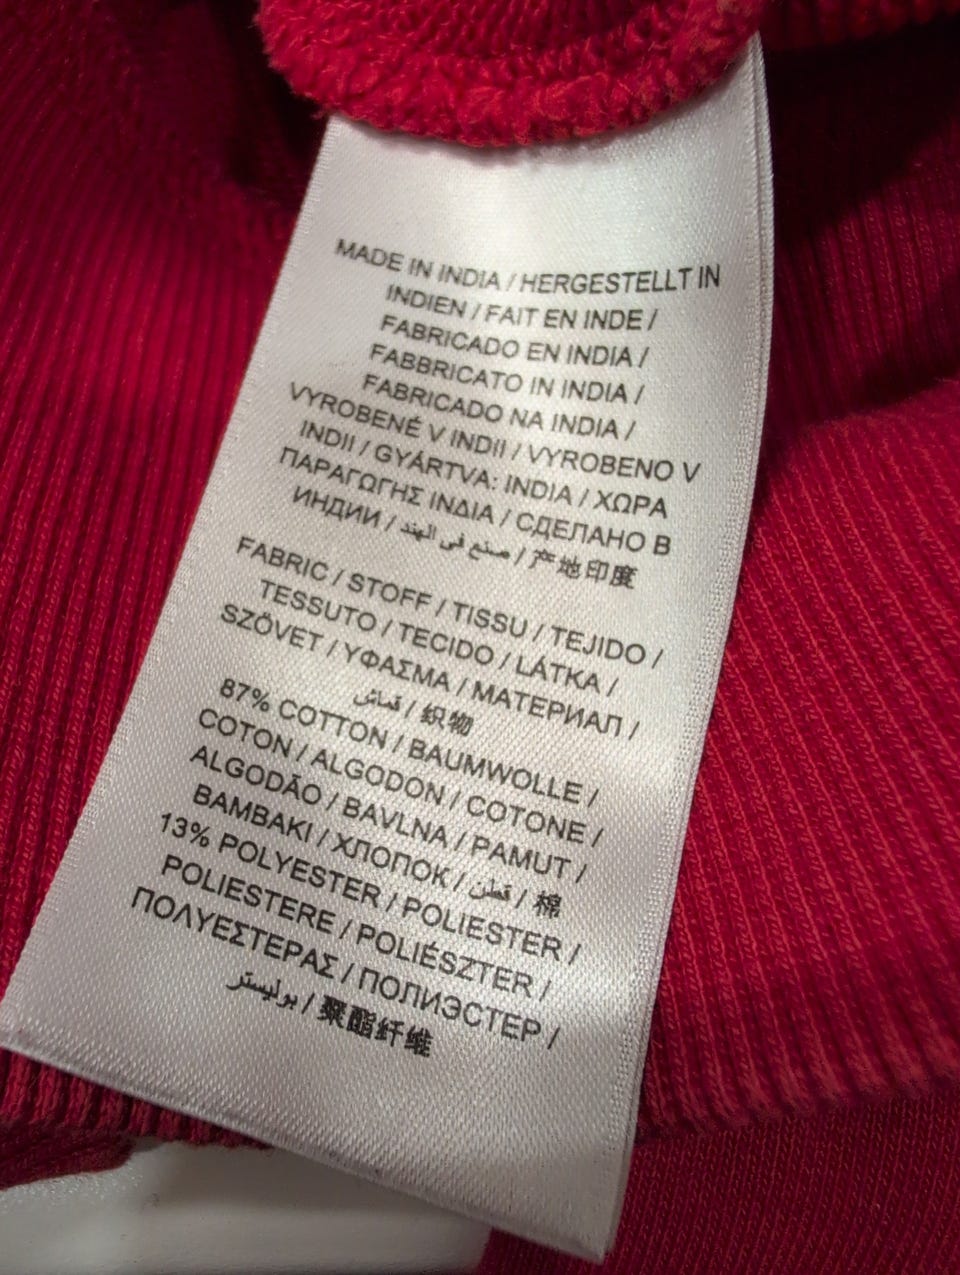 MADE IN INDIA / HERGESTELLT IN
INDIEN / FAIT EN INDE /
FABRICADO EN INDIA /
FABBRICATO IN INDIA /
FABRICADO NA INDIA /
VYROBENÉ V INDII / VYROBENO V
INDII / GYÁRTVA: INDIA / ΧΩΡΑ
ΠΑΡΑΓΩΓΗΣ ΙΝΔΙΑ / СДЕЛАНО В
ИНДИИ / صنع في الهند / 产地印度
FABRIC / STOFF / TISSU / TEJIDO /
TESSUTO / TECIDO / LÁTKA /
SZÖVET / ΥΦΑΣΜΑ / МАТЕРИАЛ /
قماش / 织物
87% COTTON / BAUMWOLLE /
COTON / ALGODON / COTONE /
ALGODÃO / BAVLNA / PAMUT /
BAMBAKI / ХЛОПОК / قطن / 棉
13% POLYESTER / POLIESTER /
POLIESTERE / POLIÉSZTER /
ΠΟΛΥΕΣΤΕΡΑΣ / ПОЛИЭСТЕР /
بوليستر / 聚酯纤维